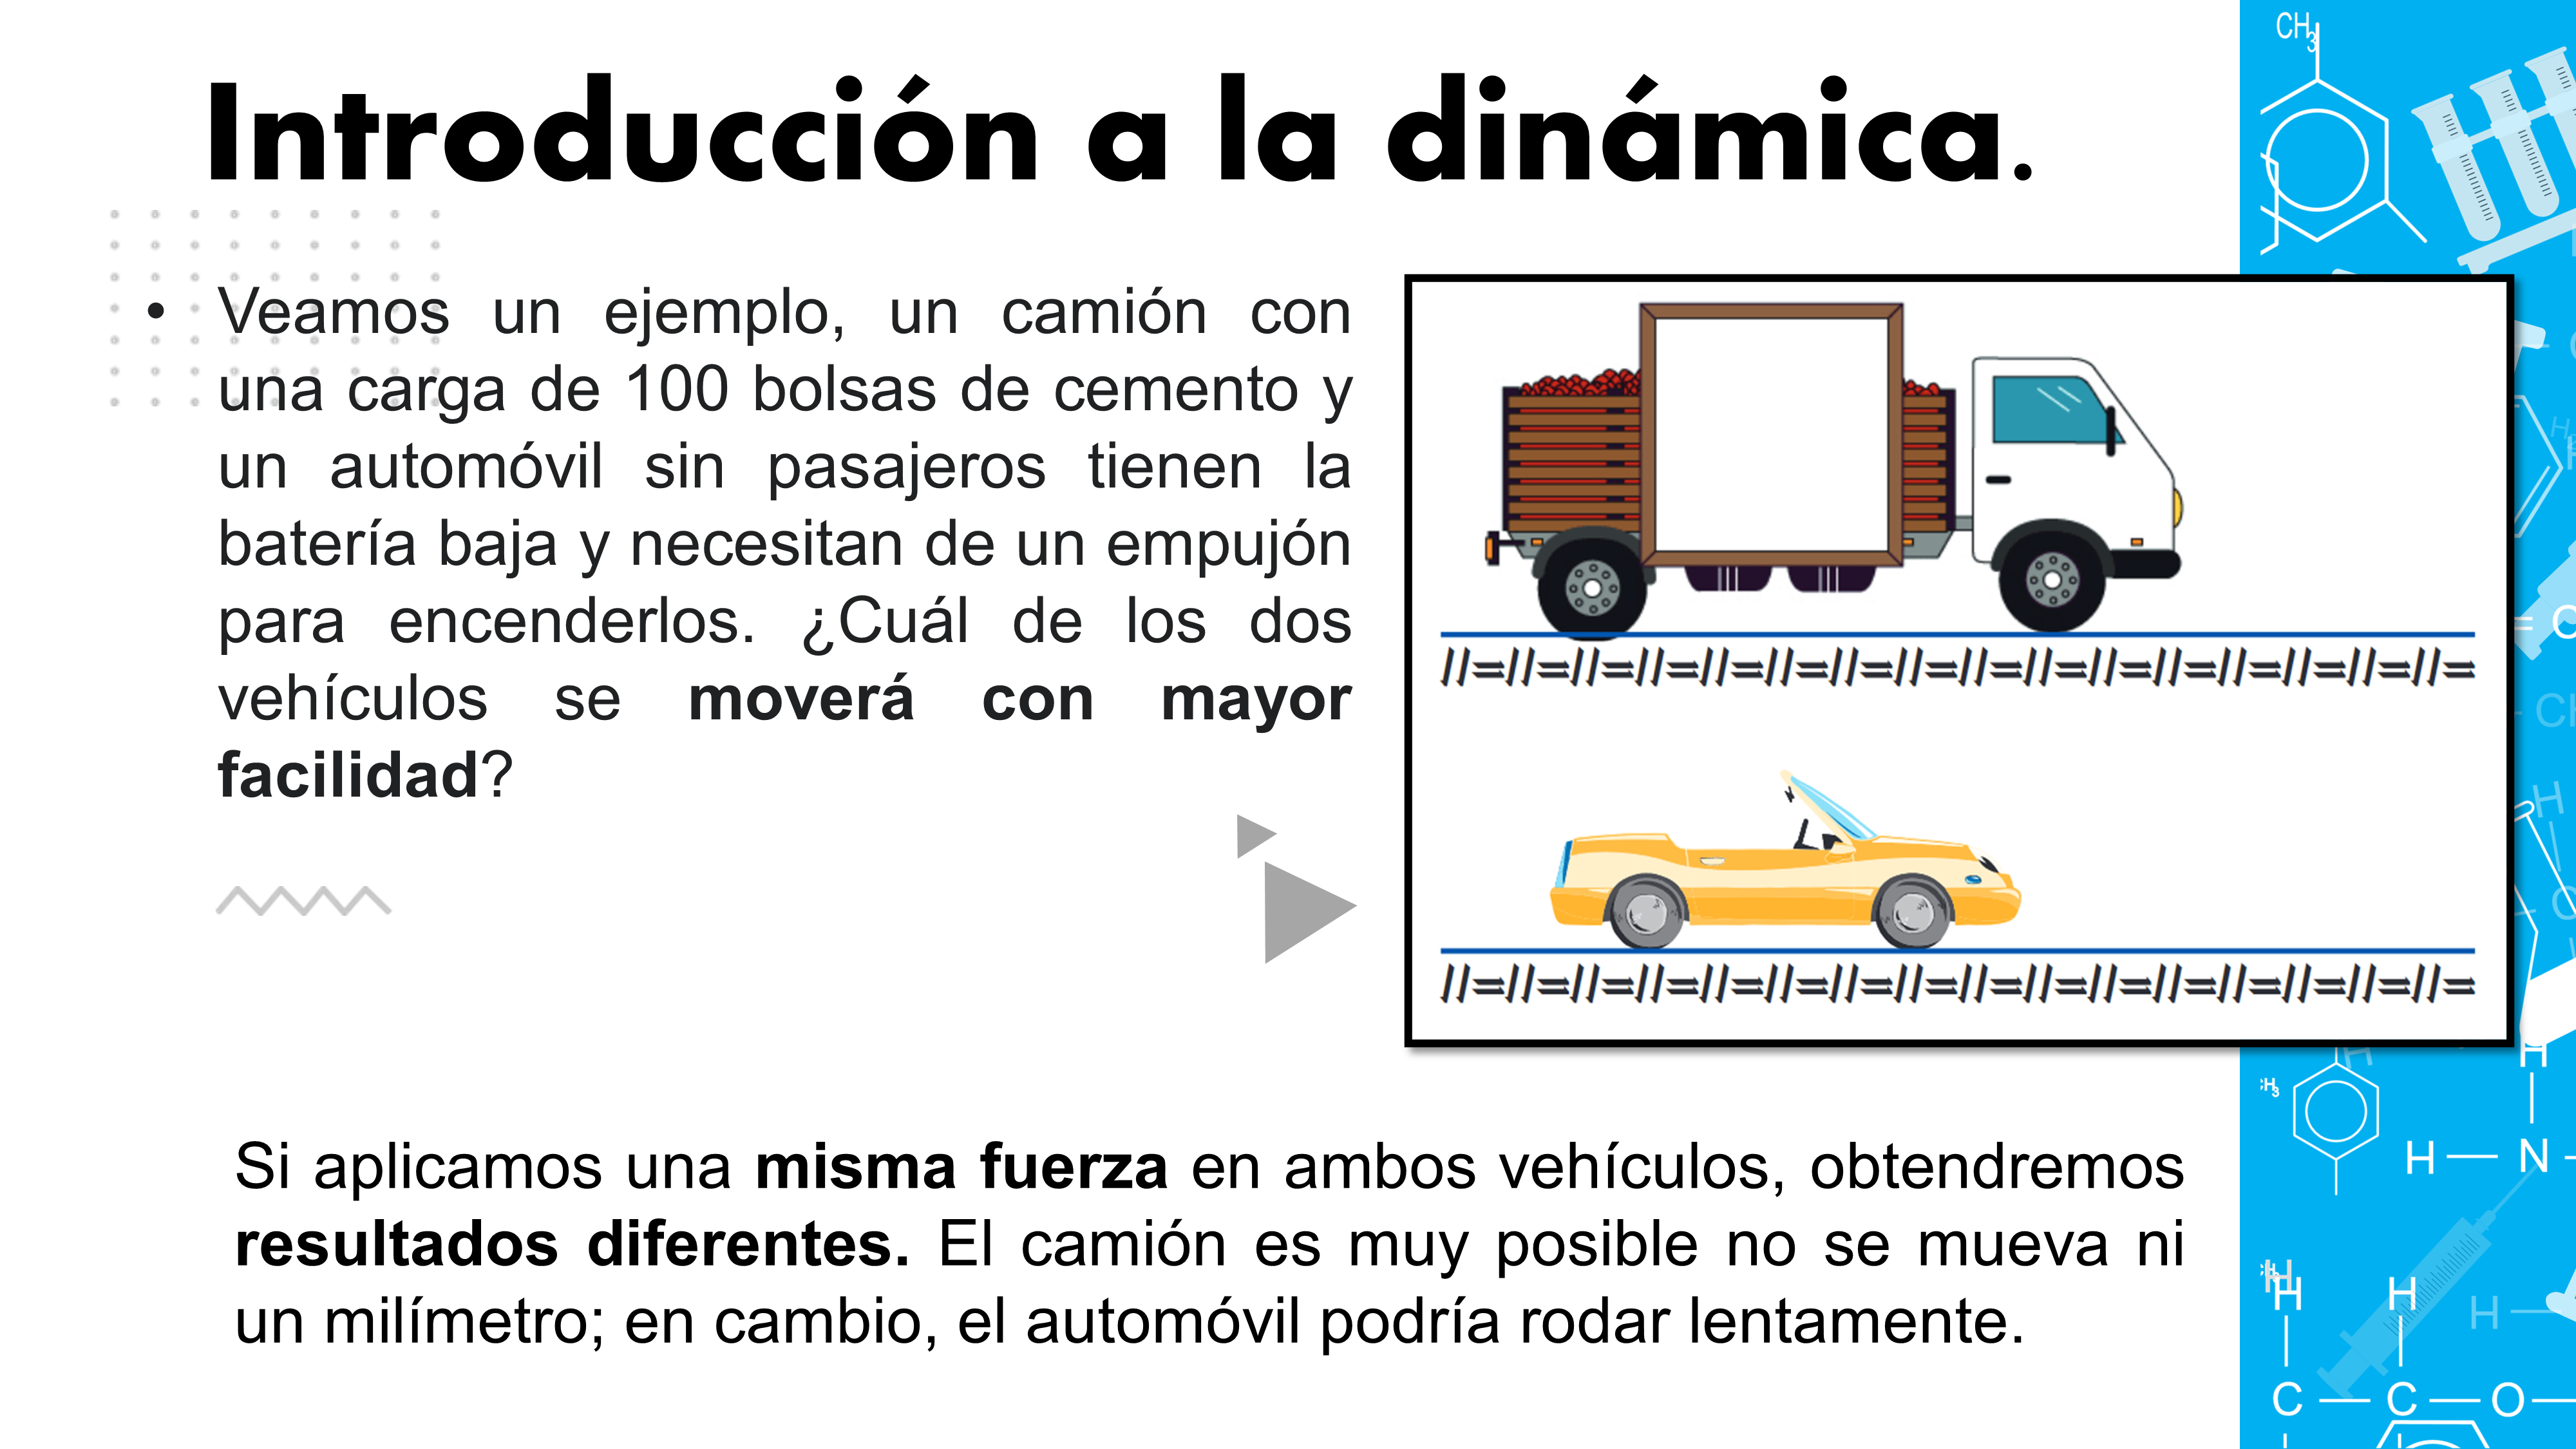 Introducción a la dinámica.
• Veamos un ejemplo, un camión con
una carga de 100 bolsas de cemento y
un automóvil sin pasajeros tienen la
batería baja y necesitan de un empujón
para encenderlos. ¿Cuál de los dos
vehículos se moverá con mayor
facilidad?
//=//=//=//=//=//=//=//=//=//=//=//=//=//=//=//=
//=//=//=//=//=//=//=//=//=//=//=//=//=//=//=//=
Si aplicamos una misma fuerza en ambos vehículos, obtendremos
resultados diferentes. El camión es muy posible no se mueva ni
un milímetro; en cambio, el automóvil podría rodar lentamente.
CH3
H
H — N
H H H
C — C — O